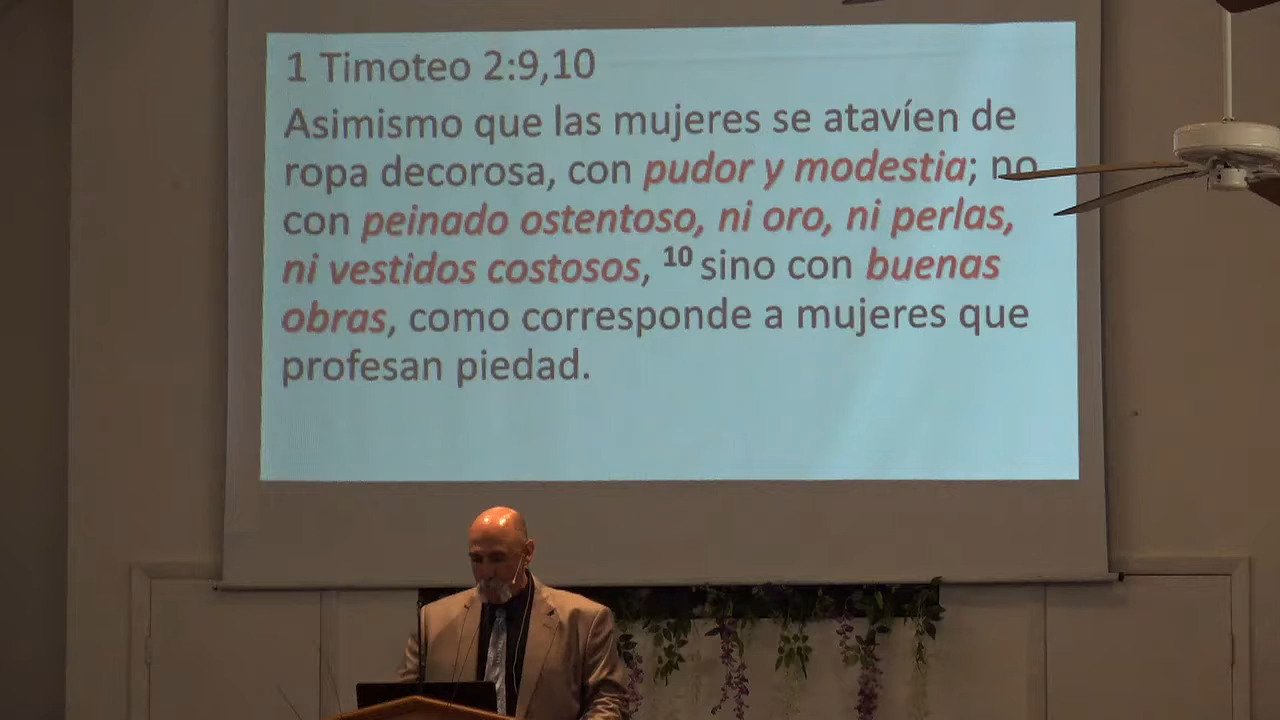 1 Timoteo 2:9,10
Asimismo que las mujeres se atavíen de
ropa decorosa, con pudor y modestia; no
con peinado ostentoso, ni oro, ni perlas,
ni vestidos costosos, 10 sino con buenas
obras, como corresponde a mujeres que
profesan piedad.